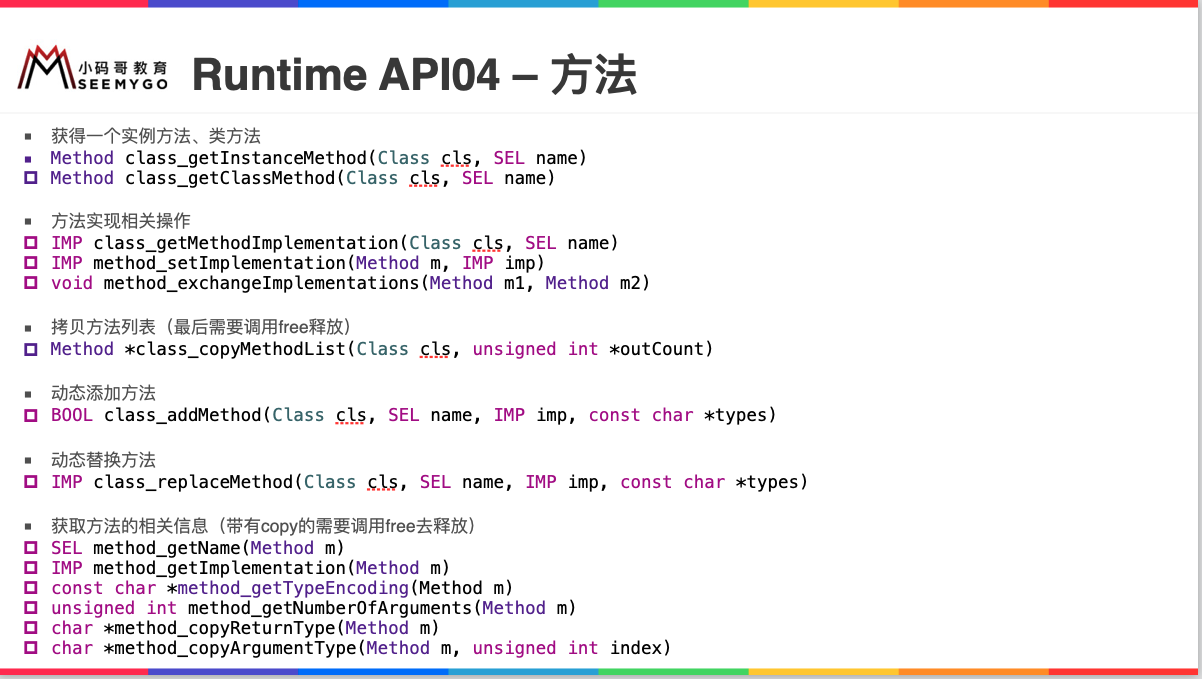 小码哥教育
SEEMYGO
Runtime API04 – 方法
获得一个实例方法、类方法
Method class_getInstanceMethod(Class cls, SEL name)
Method class_getClassMethod(Class cls, SEL name)
方法实现相关操作
IMP class_getMethodImplementation(Class cls, SEL name)
IMP method_setImplementation(Method m, IMP imp)
void method_exchangeImplementations(Method m1, Method m2)
拷贝方法列表（最后需要调用free释放）
Method *class_copyMethodList(Class cls, unsigned int *outCount)
动态添加方法
BOOL class_addMethod(Class cls, SEL name, IMP imp, const char *types)
动态替换方法
IMP class_replaceMethod(Class cls, SEL name, IMP imp, const char *types)
获取方法的相关信息（带有copy的需要调用free去释放）
SEL method_getName(Method m)
IMP method_getImplementation(Method m)
const char *method_getTypeEncoding(Method m)
unsigned int method_getNumberOfArguments(Method m)
char *method_copyReturnType(Method m)
char *method_copyArgumentType(Method m, unsigned int index)